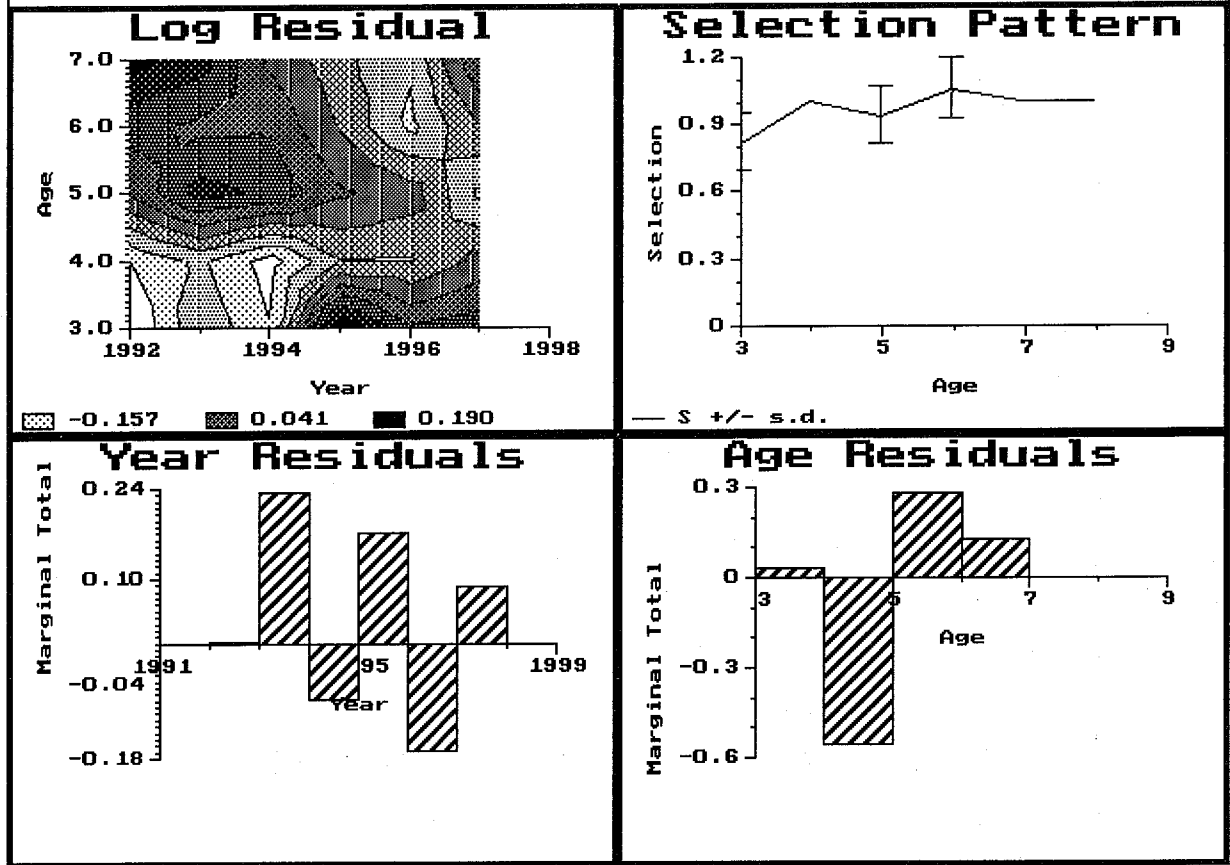 Log Residual
7.0
6.0
5.0
4.0
3.0
Age
1992 1994 1996 1998
Year
-0.157 0.041 0.190
Selection Pattern
1.2
0.9
0.6
0.3
0
Selection
3 5 7 9
Age
S +/- s.d.
Year Residuals
0.24
0.10
-0.04
-0.18
Marginal Total
1991 95 1999
Year
Age Residuals
0.3
0
-0.3
-0.6
Marginal Total
3 5 7 9
Age